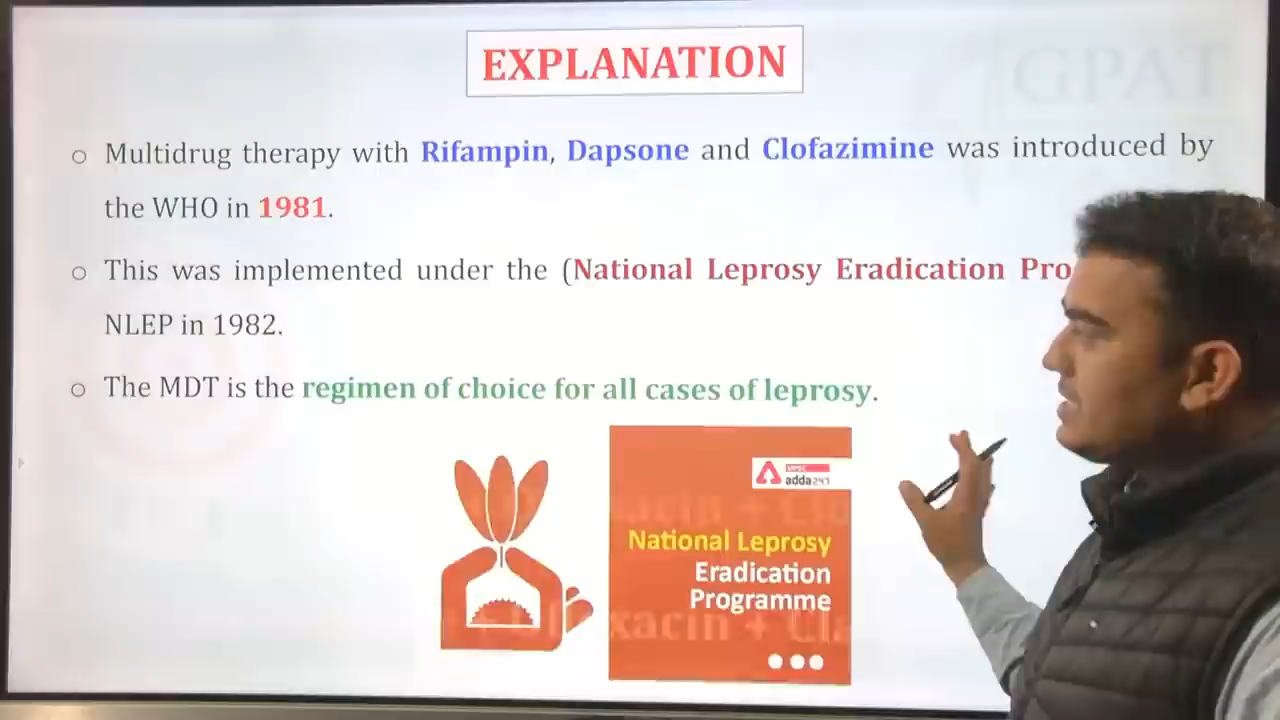 GPAT
EXPLANATION
○ Multidrug therapy with Rifampin, Dapsone and Clofazimine was introduced by
the WHO in 1981.
○ This was implemented under the (National Leprosy Eradication Pro
NLEP in 1982.
○ The MDT is the regimen of choice for all cases of leprosy.
adda247
National Leprosy
Eradication
Programme